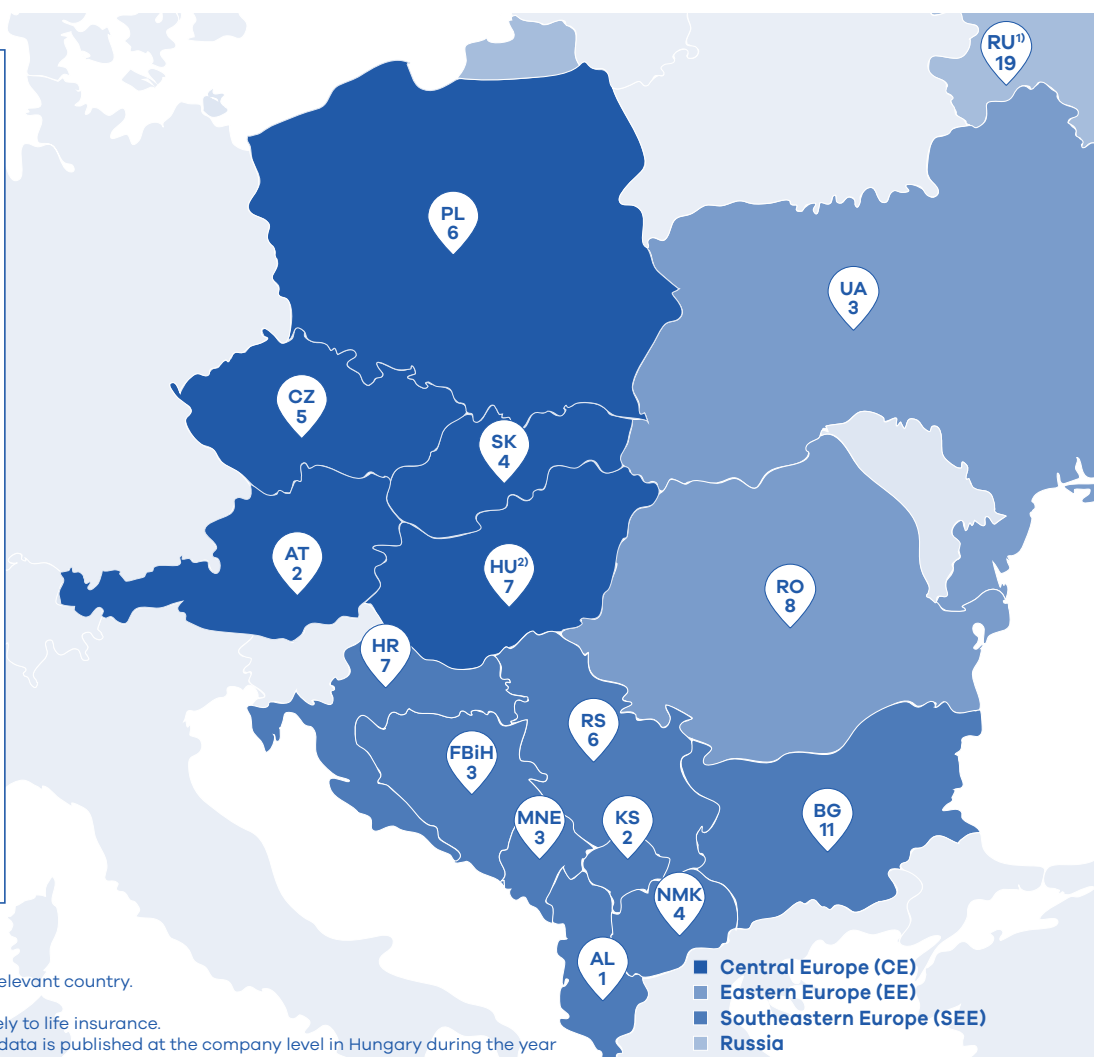 RU¹⁾
19
PL
6
UA
3
CZ
5
SK
4
AT
2
HU²⁾
7
RO
8
HR
7
RS
6
FBiH
3
MNE
3
KS
2
BG
11
NMK
4
AL
1
Central Europe (CE)
Eastern Europe (EE)
Southeastern Europe (SEE)
Russia
elevant country.
ely to life insurance.
data is published at the company level in Hungary during the year